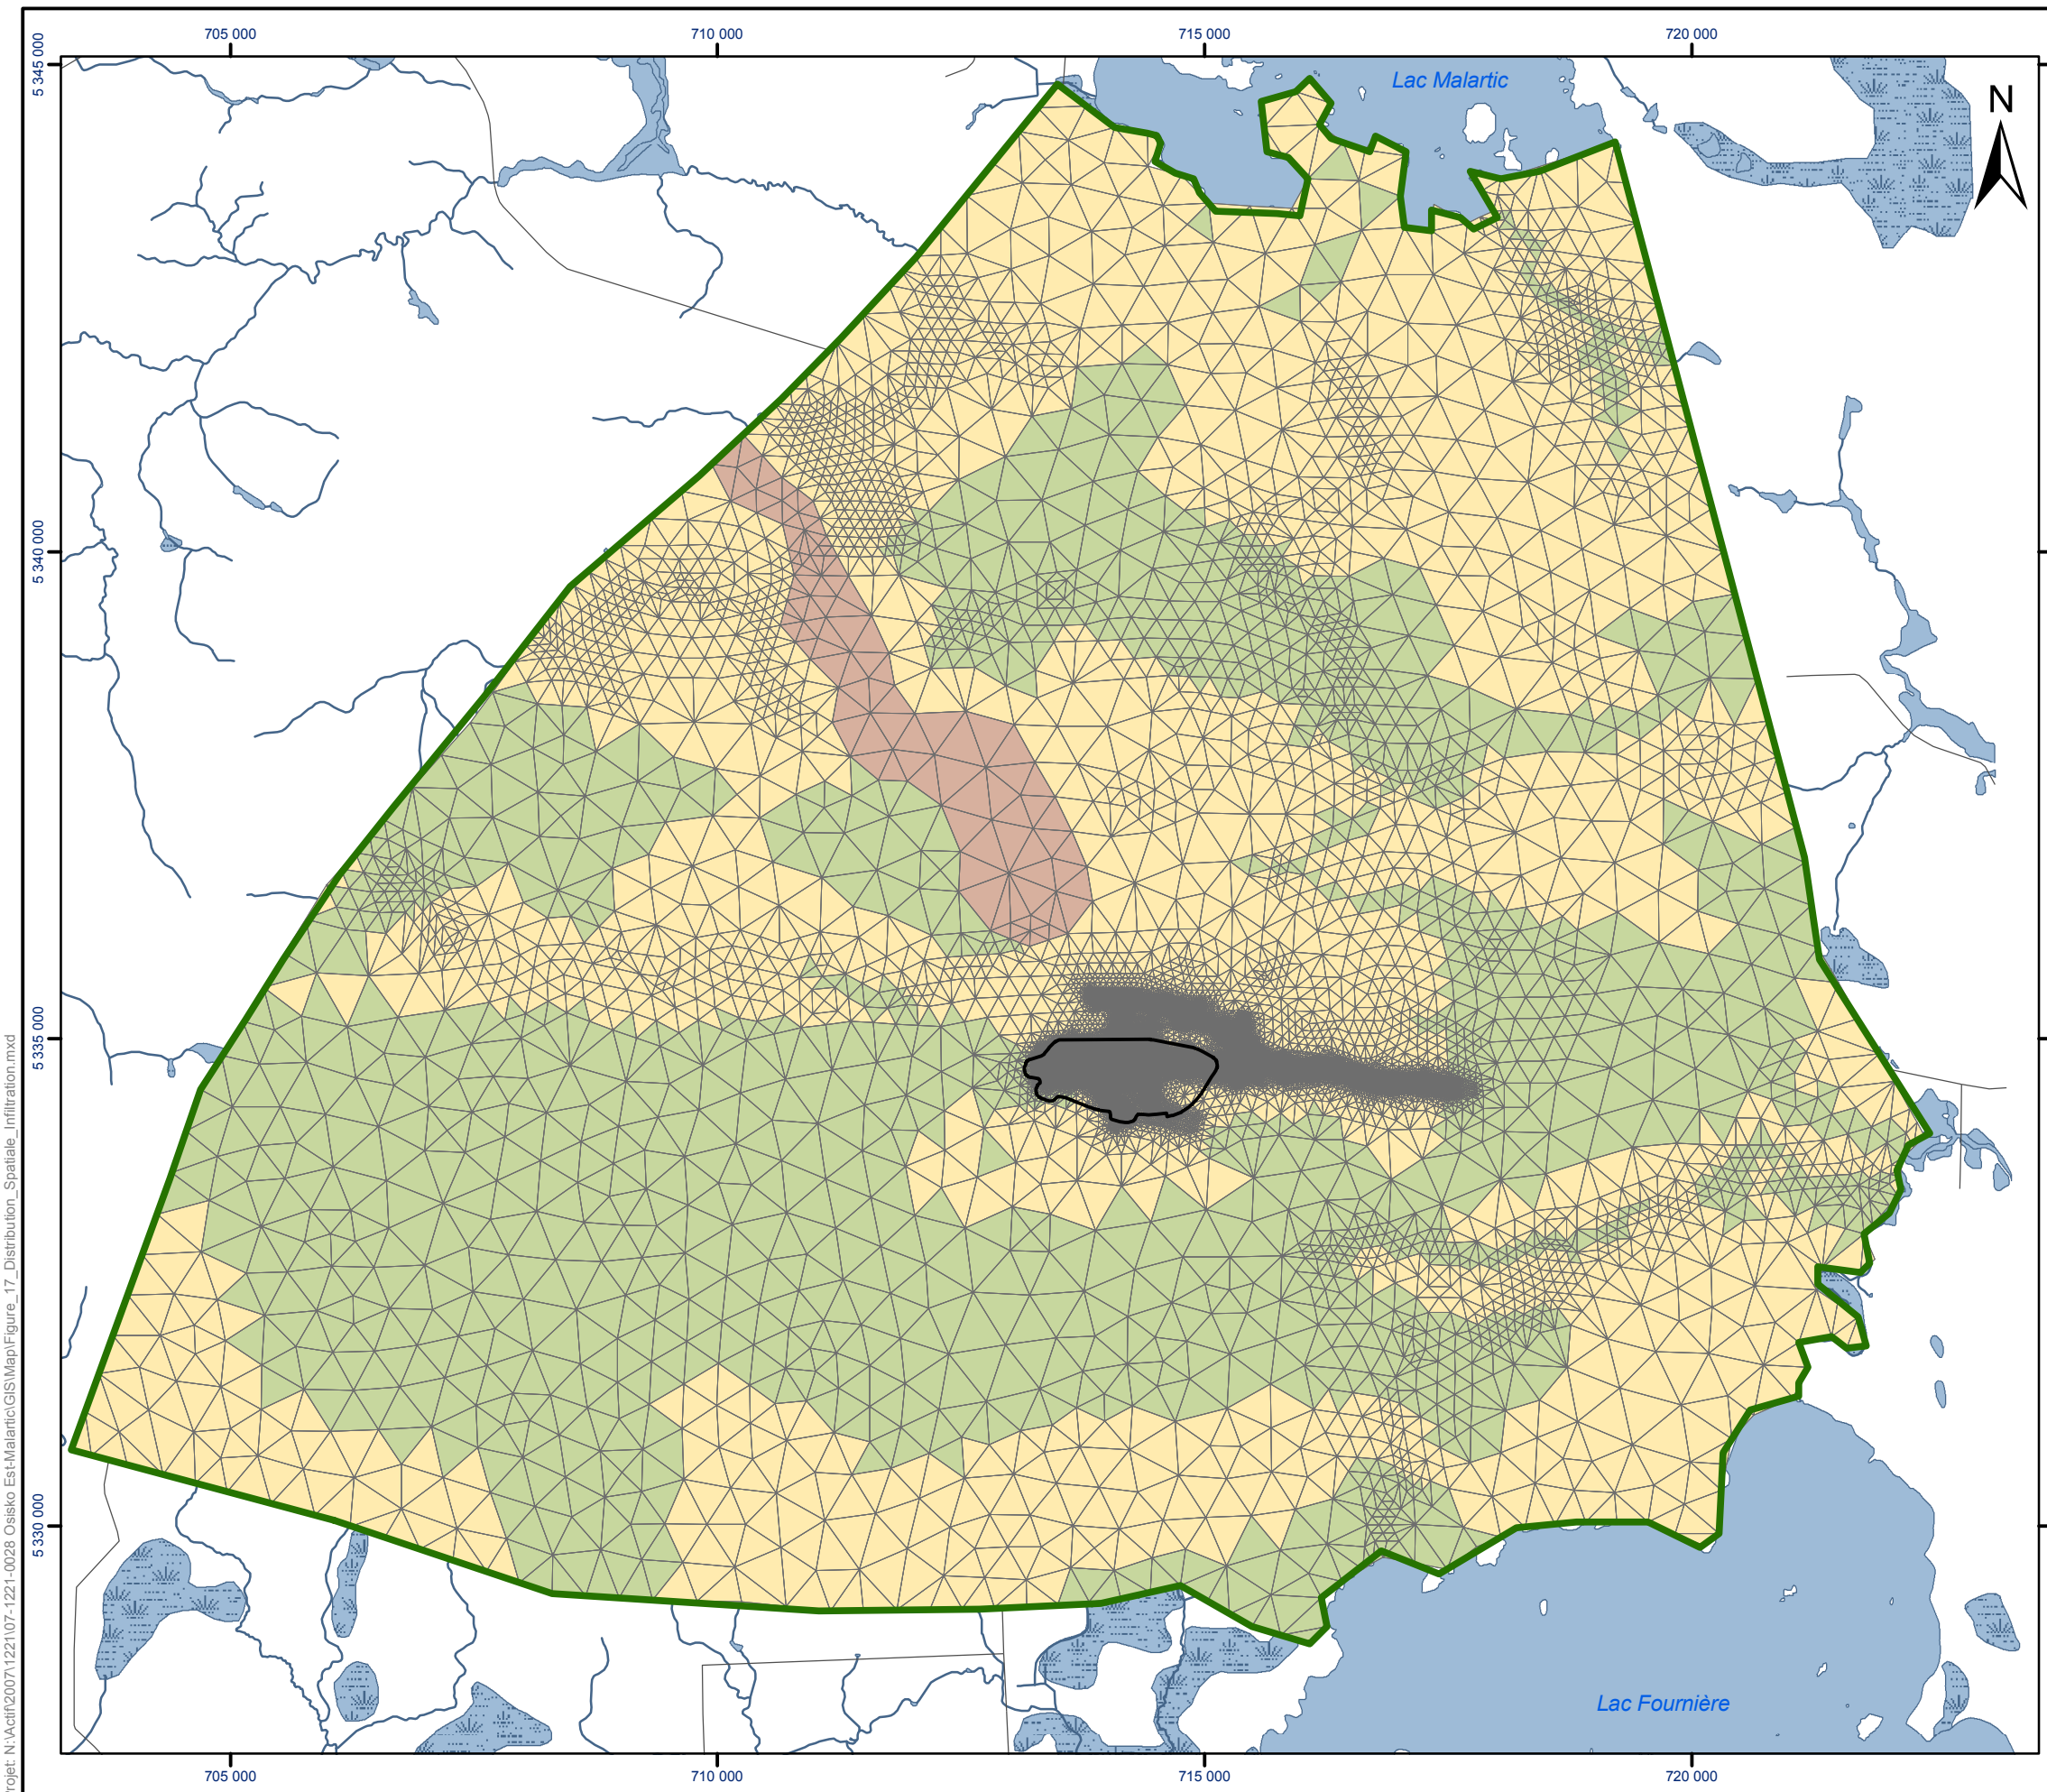 705 000
710 000
715 000
720 000
5 345 000
Lac Malartic
N
5 340 000
5 335 000
5 330 000
Lac Fournière
rojet: N:\Actif\2007\1221\07-1221-0028 Osisko Est-Malartic\GIS\Map\Figure_17_Distribution_Spatiale_Infiltration.mxd
705 000
710 000
715 000
720 000